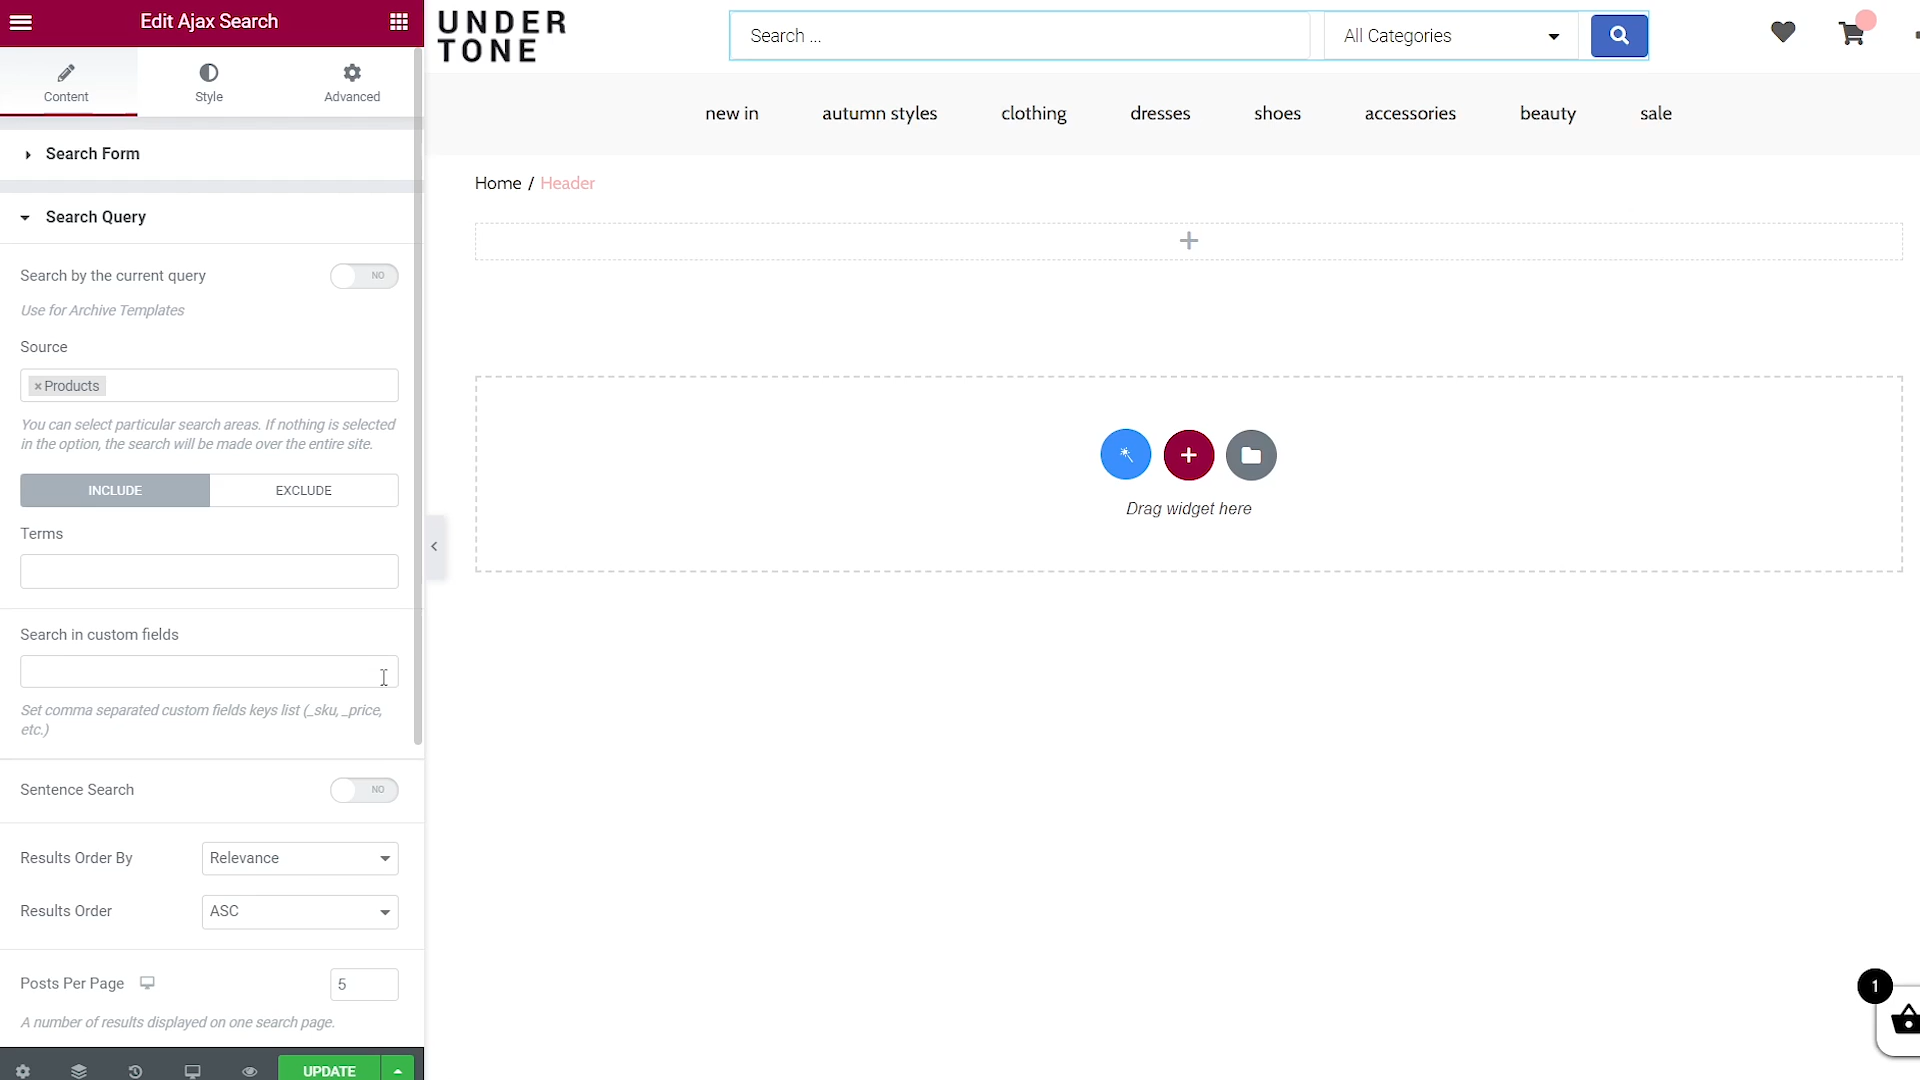 Edit Ajax Search
Content
Style
Advanced
Search Form
Search Query
Search by the current query
NO
Use for Archive Templates
Source
×Products
You can select particular search areas. If nothing is selected
in the option, the search will be made over the entire site.
INCLUDE
EXCLUDE
Terms
Search in custom fields
Set comma separated custom fields keys list (_sku, _price,
etc.)
Sentence Search
NO
Results Order By
Relevance
Results Order
ASC
Posts Per Page
5
A number of results displayed on one search page.
UPDATE
UNDER
TONE
Search ...
All Categories
new in
autumn styles
clothing
dresses
shoes
accessories
beauty
sale
Home / Header
Drag widget here
1